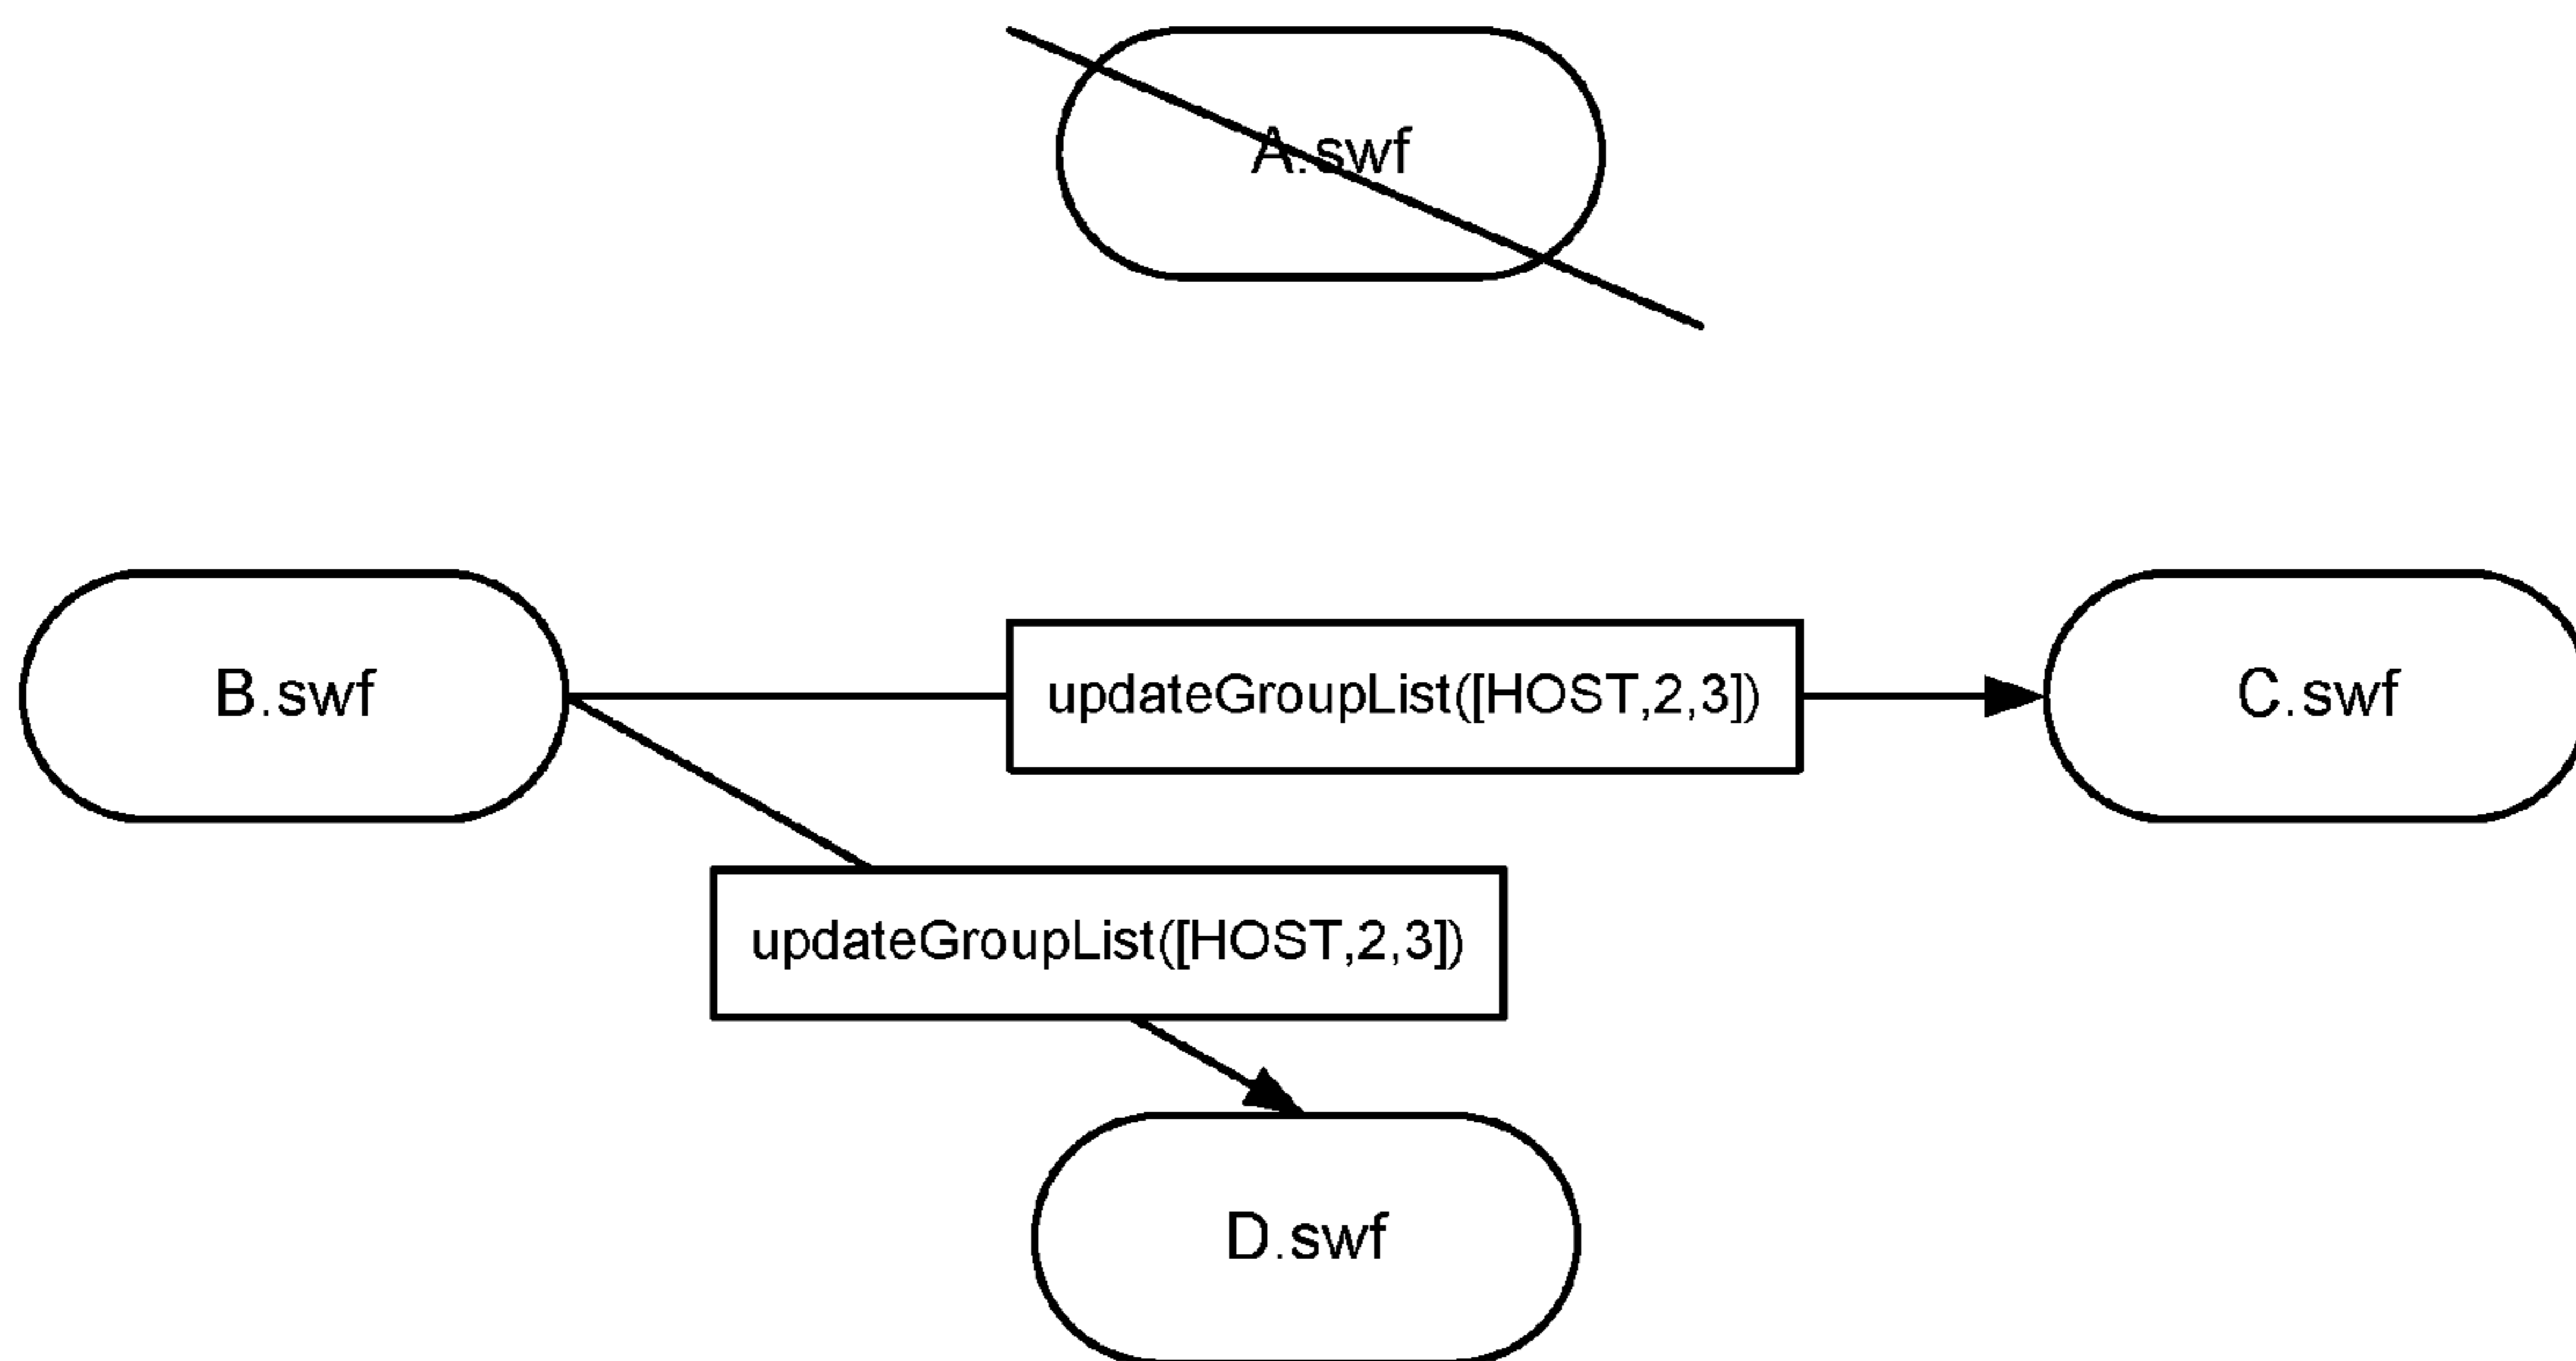 A.swf
B.swf
updateGroupList([HOST,2,3])
C.swf
updateGroupList([HOST,2,3])
D.swf